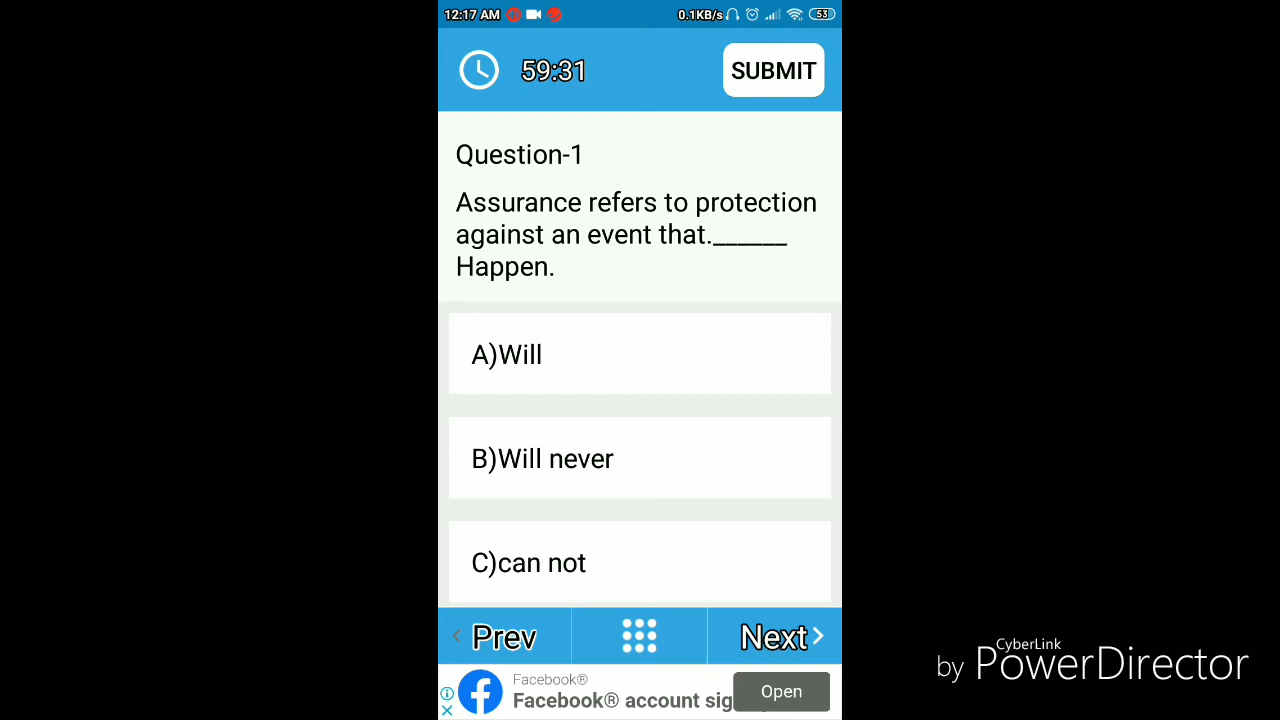 12:17 AM 0.1KB/s 53
59:31 SUBMIT
Question-1
Assurance refers to protection
against an event that.______
Happen.
A)Will
B)Will never
C)can not
Prev Next
Facebook®
Facebook® account sig
Open
CyberLink
by PowerDirector